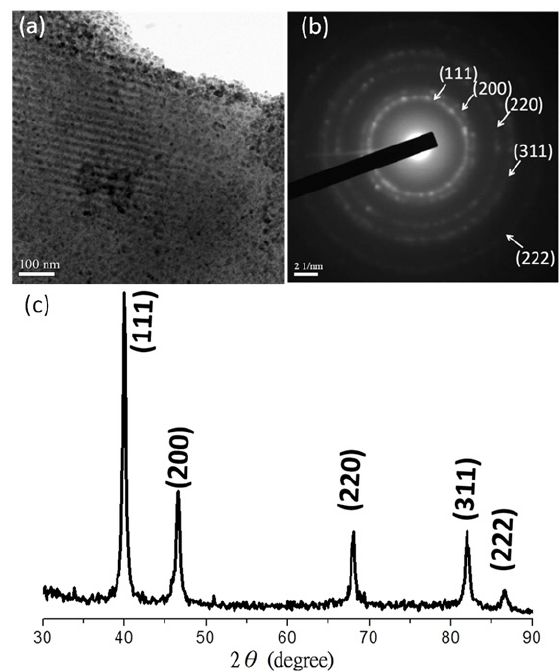 (a)
100 nm
(b)
(111)
(200)
(220)
(311)
(222)
2 1/nm
(c)
(111)
(200)
(220)
(311)
(222)
30 40 50 60 70 80 90
2θ (degree)